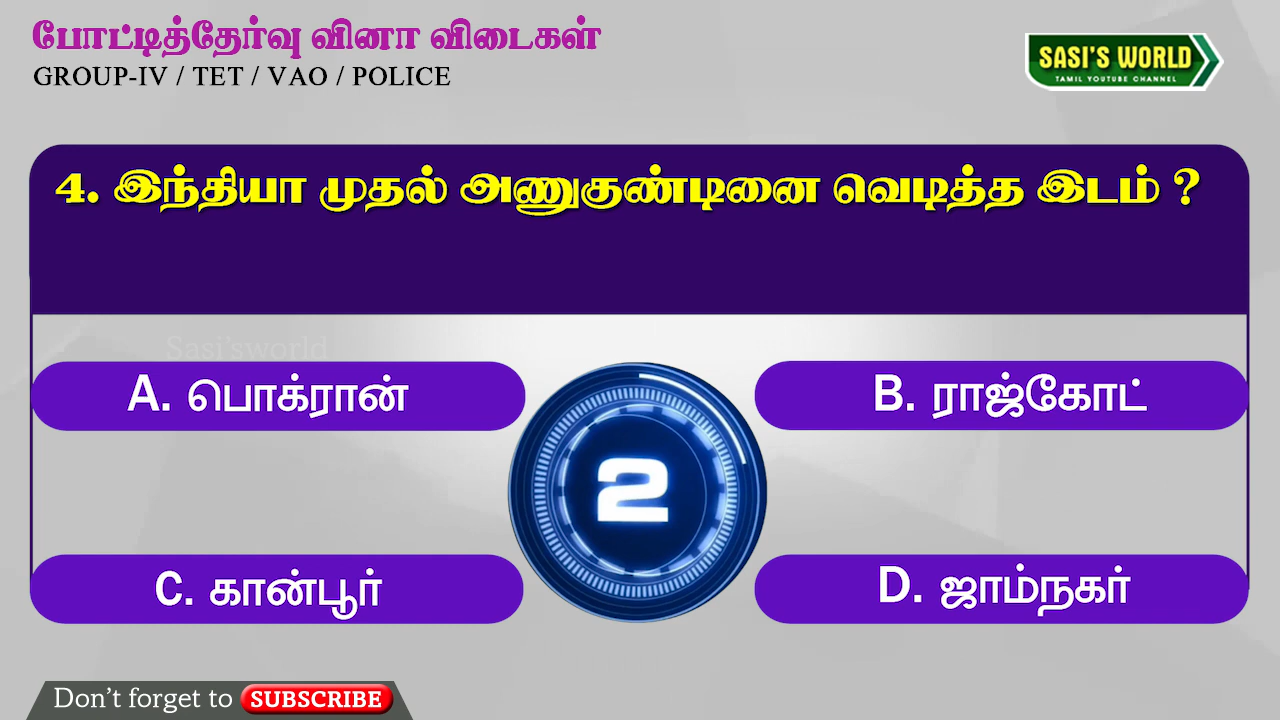 போட்டித்தேர்வு வினா விடைகள்
GROUP-IV / TET / VAO / POLICE
SASI'S WORLD
TAMIL YOUTUBE CHANNEL
4. இந்தியா முதல் அணுகுண்டினை வெடித்த இடம் ?
Sasi'sworld
A. பொக்ரான்
B. ராஜ்கோட்
2
C. கான்பூர்
D. ஜாம்நகர்
Don't forget to SUBSCRIBE